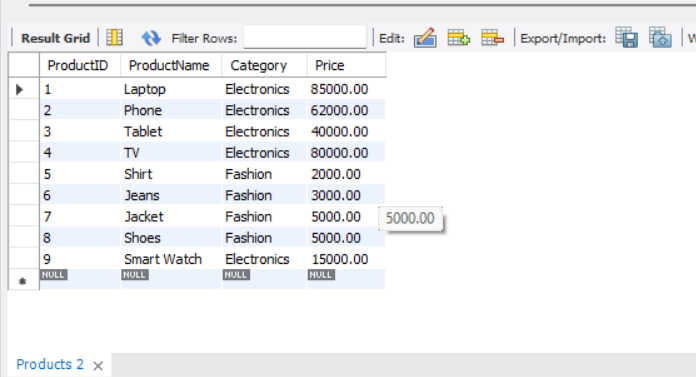 Result Grid Filter Rows: Edit: Export/Import: W
ProductID ProductName Category Price
1 Laptop Electronics 85000.00
2 Phone Electronics 62000.00
3 Tablet Electronics 40000.00
4 TV Electronics 80000.00
5 Shirt Fashion 2000.00
6 Jeans Fashion 3000.00
7 Jacket Fashion 5000.00 5000.00
8 Shoes Fashion 5000.00
9 Smart Watch Electronics 15000.00
NULL NULL NULL NULL
Products 2